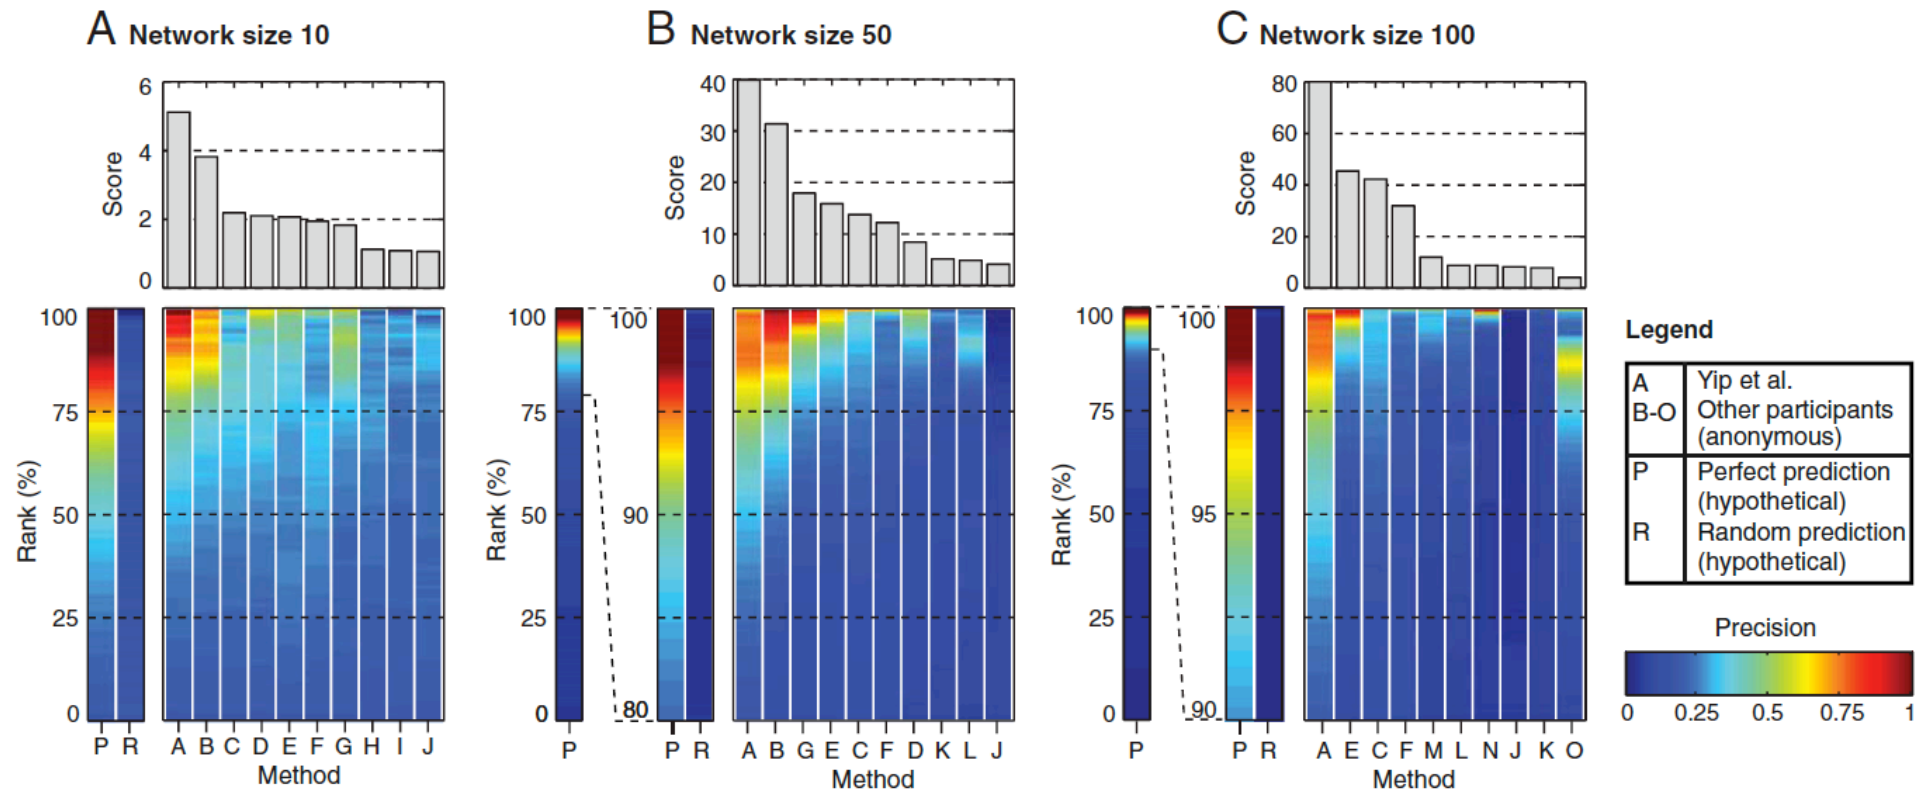 A Network size 10
B Network size 50
C Network size 100
6
4
2
0
Score
40
30
20
10
0
Score
80
60
40
20
0
Score
100
75
50
25
0
Rank (%)
P R
A B C D E F G H I J
Method
100
75
50
25
0
Rank (%)
P
100
90
80
P R
A B G E C F D K L J
Method
100
75
50
25
0
Rank (%)
P
100
95
90
P R
A E C F M L N J K O
Method
Legend
A Yip et al.
B-O Other participants
(anonymous)
P Perfect prediction
(hypothetical)
R Random prediction
(hypothetical)
Precision
0 0.25 0.5 0.75 1